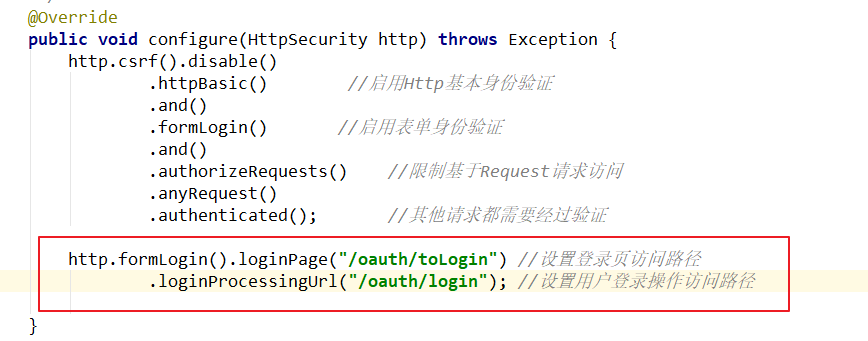 @Override
public void configure(HttpSecurity http) throws Exception {
http.csrf().disable()
.httpBasic() //启用Http基本身份验证
.and()
.formLogin() //启用表单身份验证
.and()
.authorizeRequests() //限制基于Request请求访问
.anyRequest()
.authenticated(); //其他请求都需要经过验证
http.formLogin().loginPage("/oauth/toLogin") //设置登录页访问路径
.loginProcessingUrl("/oauth/login"); //设置用户登录操作访问路径
}